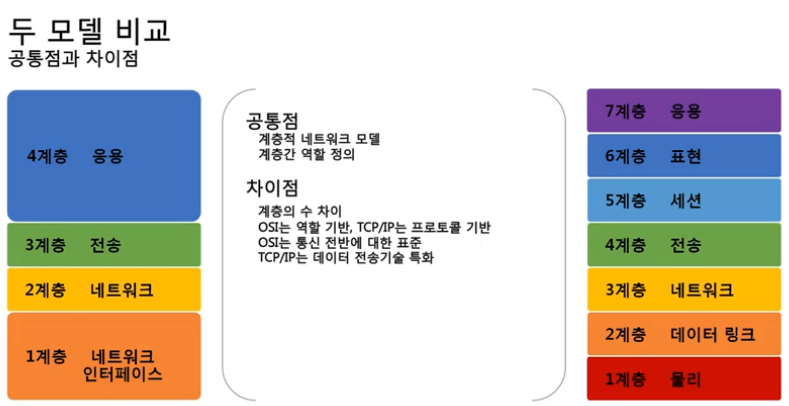 두 모델 비교
공통점과 차이점
4계층 응용
3계층 전송
2계층 네트워크
1계층 네트워크
인터페이스
공통점
계층적 네트워크 모델
계층간 역할 정의
차이점
계층의 수 차이
OSI는 역할 기반, TCP/IP는 프로토콜 기반
OSI는 통신 전반에 대한 표준
TCP/IP는 데이터 전송기술 특화
7계층 응용
6계층 표현
5계층 세션
4계층 전송
3계층 네트워크
2계층 데이터 링크
1계층 물리